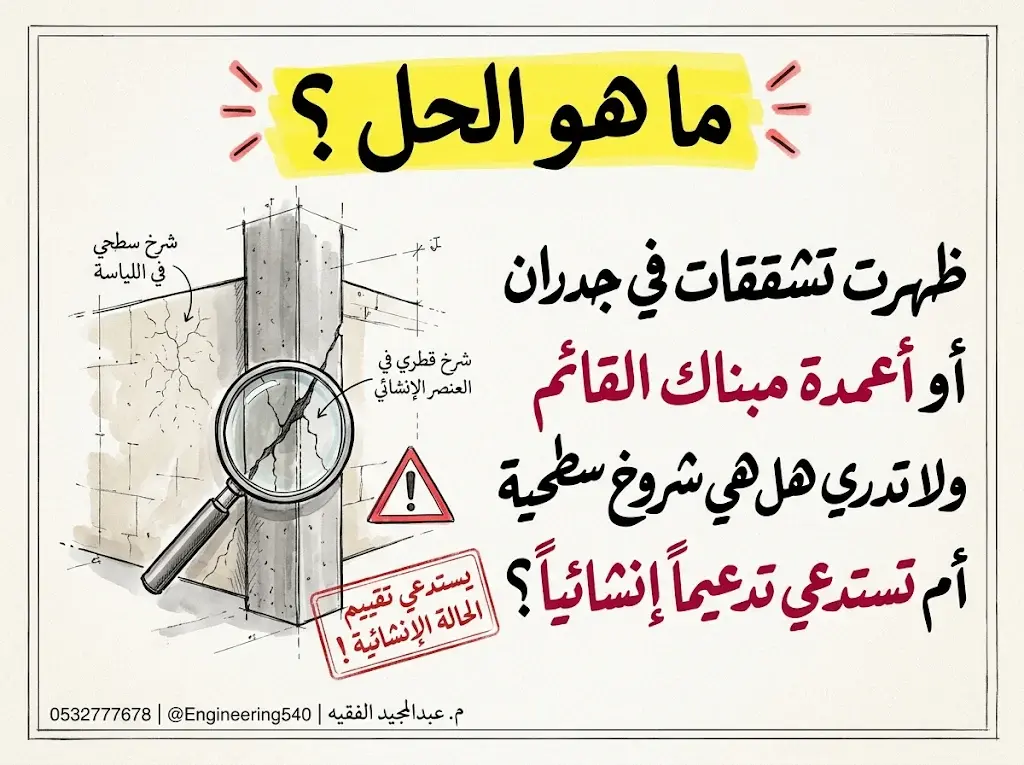 ما هو الحل ؟
ظهرت تشققات في جدران
أو أعمدة مبناك القائم
ولا تدري هل هي شروخ سطحية
أم تستدعي تدعيماً إنشائياً ؟
شرخ سطحي
في اللياسة
شرخ قطري في
العنصر الإنشائي
يستدعي تقييم
الحالة الإنشائية !
م. عبدالمجيد الفقيه | @Engineering540 | 0532777678